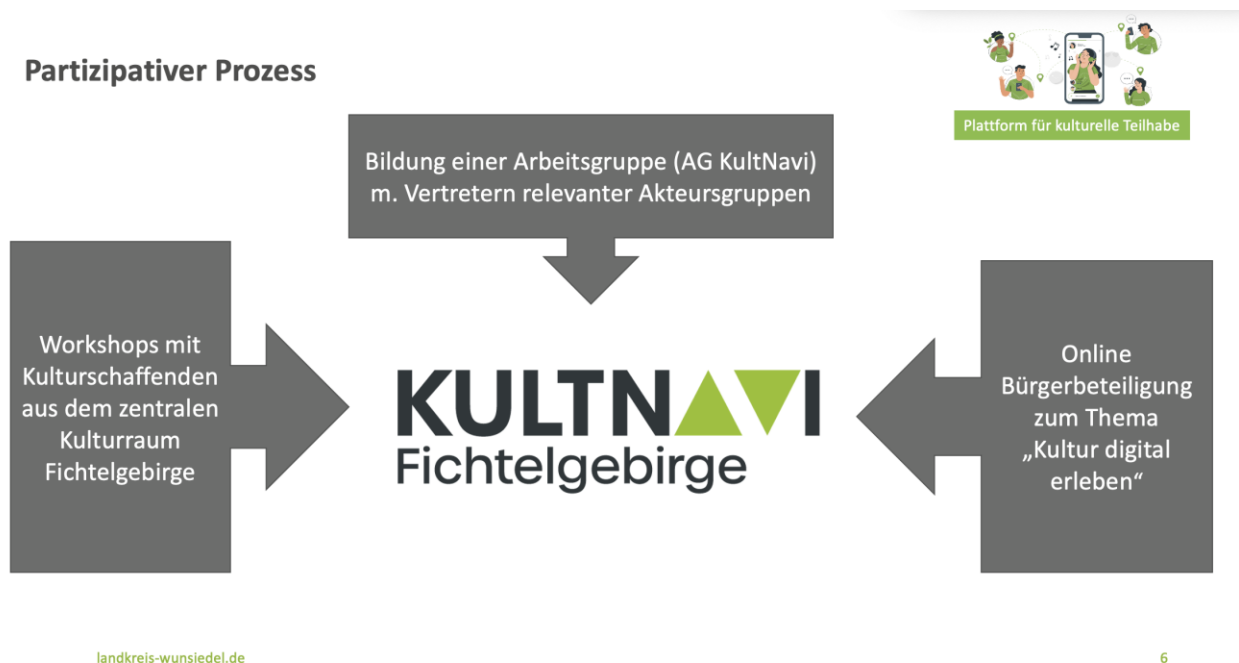 Partizipativer Prozess
Plattform für kulturelle Teilhabe
Bildung einer Arbeitsgruppe (AG KultNavi)
m. Vertretern relevanter Akteursgruppen
Workshops mit
Kulturschaffenden
aus dem zentralen
Kulturraum
Fichtelgebirge
KULTNAVI
Fichtelgebirge
Online
Bürgerbeteiligung
zum Thema
„Kultur digital
erleben“
landkreis-wunsiedel.de
6